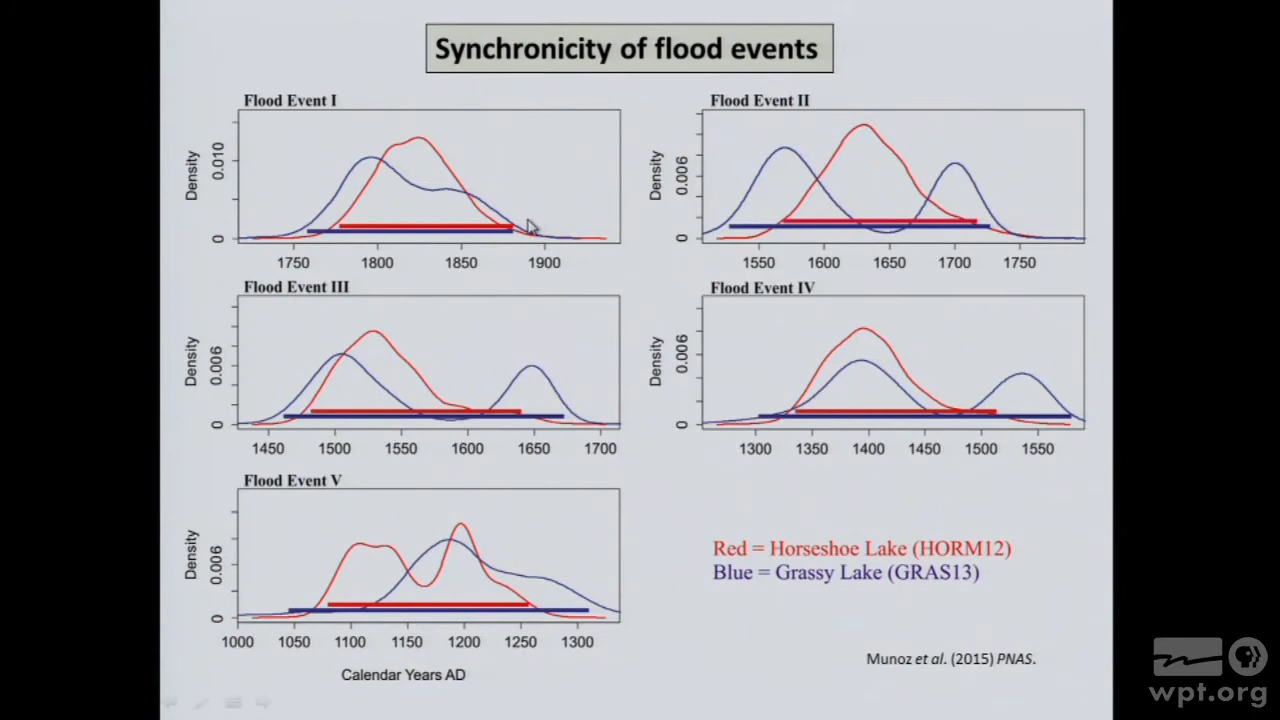 Synchronicity of flood events
Flood Event I
Density
0 0.010
1750 1800 1850 1900
Flood Event II
Density
0 0.006
1550 1600 1650 1700 1750
Flood Event III
Density
0 0.006
1450 1500 1550 1600 1650 1700
Flood Event IV
Density
0 0.006
1300 1350 1400 1450 1500 1550
Flood Event V
Density
0 0.006
1000 1050 1100 1150 1200 1250 1300
Calendar Years AD
Red = Horseshoe Lake (HORM12)
Blue = Grassy Lake (GRAS13)
Munoz et al. (2015) PNAS.
wpt.org